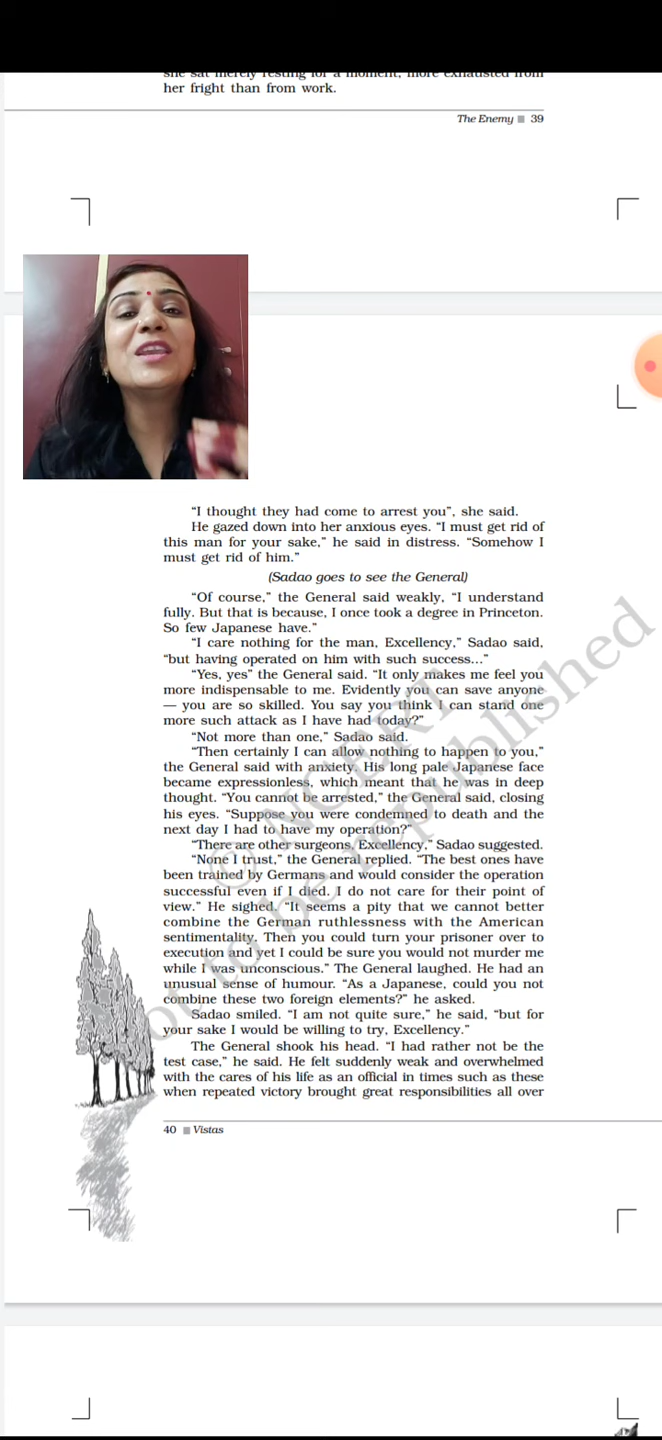 she sat merely resting for a moment, more exhausted from
her fright than from work.
The Enemy 39
“I thought they had come to arrest you”, she said.
He gazed down into her anxious eyes. “I must get rid of
this man for your sake,” he said in distress. “Somehow I
must get rid of him.”
(Sadao goes to see the General)
“Of course,” the General said weakly, “I understand
fully. But that is because, I once took a degree in Princeton.
So few Japanese have.”
“I care nothing for the man, Excellency,” Sadao said,
“but having operated on him with such success...”
“Yes, yes” the General said. “It only makes me feel you
more indispensable to me. Evidently you can save anyone
— you are so skilled. You say you think I can stand one
more such attack as I have had today?”
“Not more than one,” Sadao said.
“Then certainly I can allow nothing to happen to you,”
the General said with anxiety. His long pale Japanese face
became expressionless, which meant that he was in deep
thought. “You cannot be arrested,” the General said, closing
his eyes. “Suppose you were condemned to death and the
next day I had to have my operation?”
“There are other surgeons, Excellency,” Sadao suggested.
“None I trust,” the General replied. “The best ones have
been trained by Germans and would consider the operation
successful even if I died. I do not care for their point of
view.” He sighed. “It seems a pity that we cannot better
combine the German ruthlessness with the American
sentimentality. Then you could turn your prisoner over to
execution and yet I could be sure you would not murder me
while I was unconscious.” The General laughed. He had an
unusual sense of humour. “As a Japanese, could you not
combine these two foreign elements?” he asked.
Sadao smiled. “I am not quite sure,” he said, “but for
your sake I would be willing to try, Excellency.”
The General shook his head. “I had rather not be the
test case,” he said. He felt suddenly weak and overwhelmed
with the cares of his life as an official in times such as these
when repeated victory brought great responsibilities all over
40 Vistas
© NCERT
not to be republished